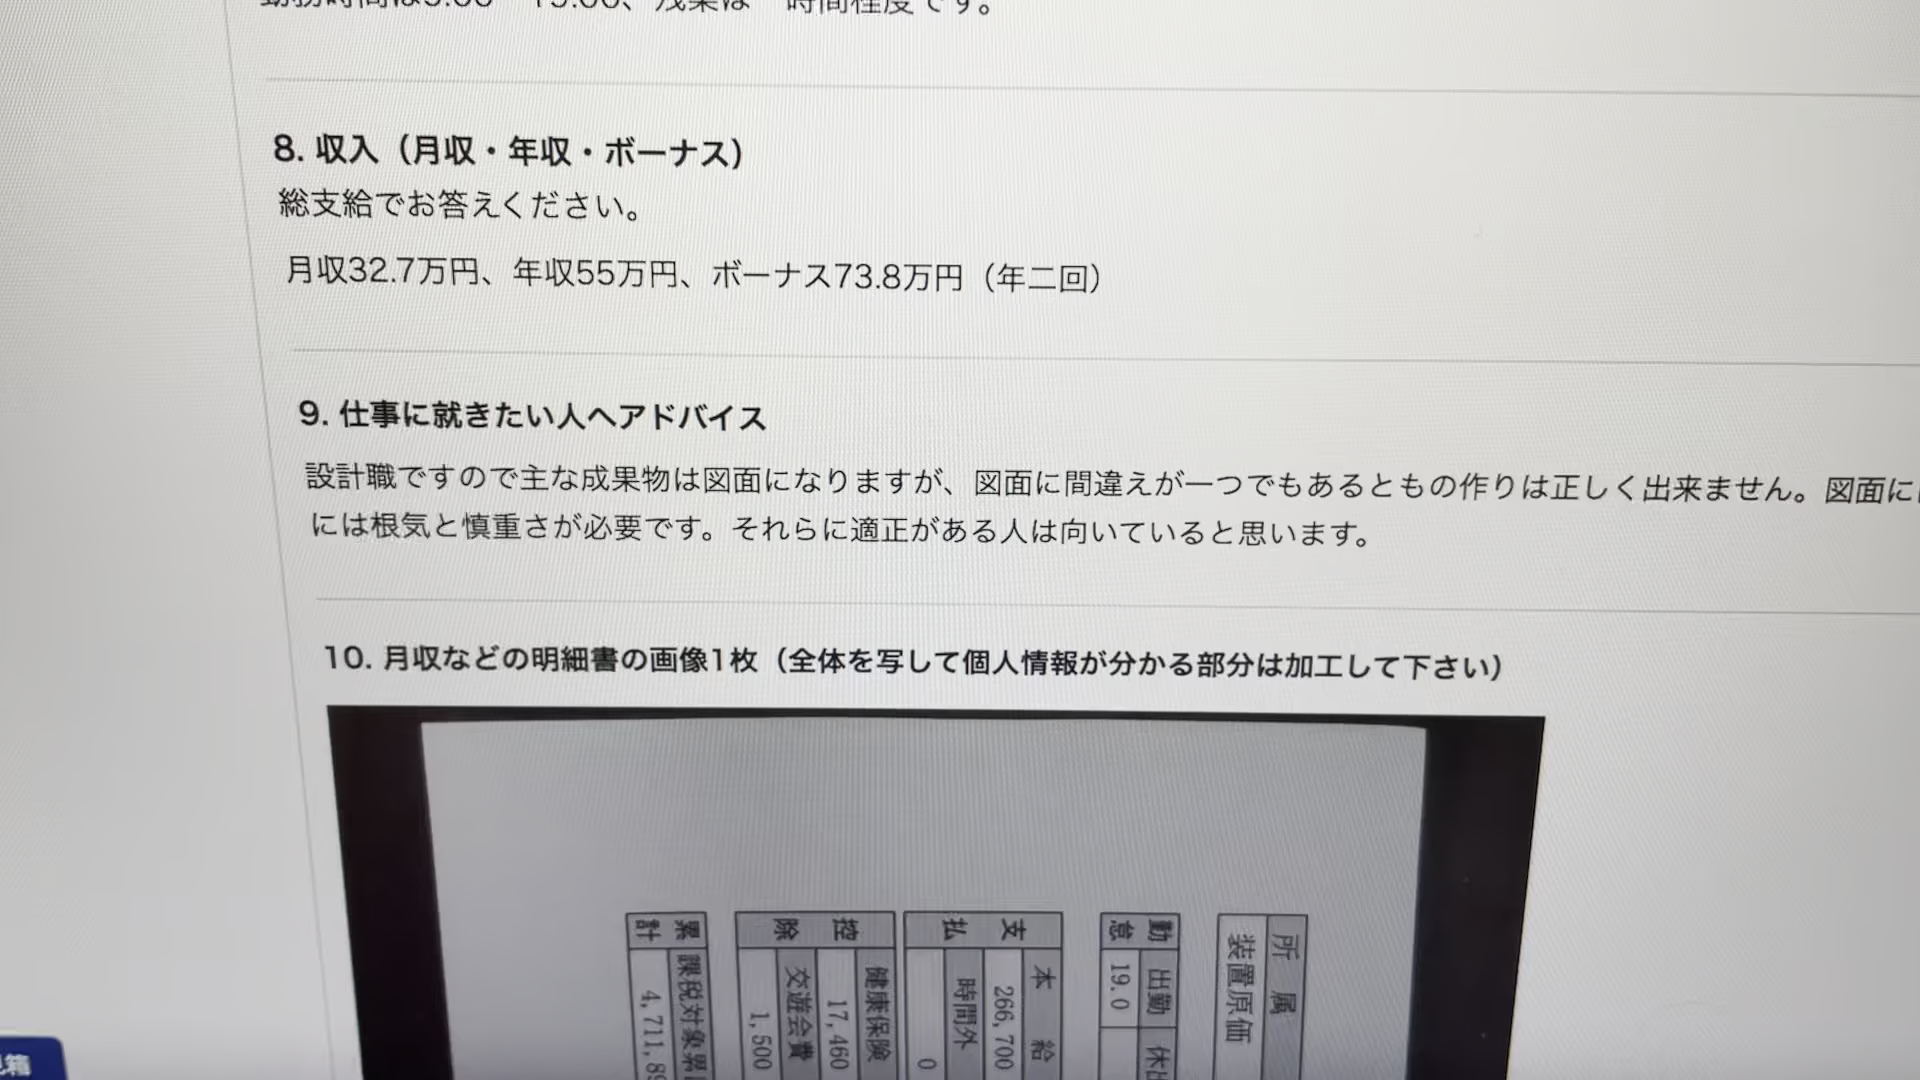 時間程度です。
8. 収入（月収・年収・ボーナス）
総支給でお答えください。
月収32.7万円、年収55万円、ボーナス73.8万円（年二回）
9. 仕事に就きたい人へアドバイス
設計職ですので主な成果物は図面になりますが、図面に間違えが一つでもあるともの作りは正しく出来ません。図面に
には根気と慎重さが必要です。それらに適正がある人は向いていると思います。
10. 月収などの明細書の画像1枚（全体を写して個人情報が分かる部分は加工して下さい）
所 属
装置原価
勤 怠
出勤
19.0
休出
支 払
本 給
266,700
時間外
0
控 除
健康保険
17,460
交遊会費
1,500
累 計
課税対象累
4,711,8